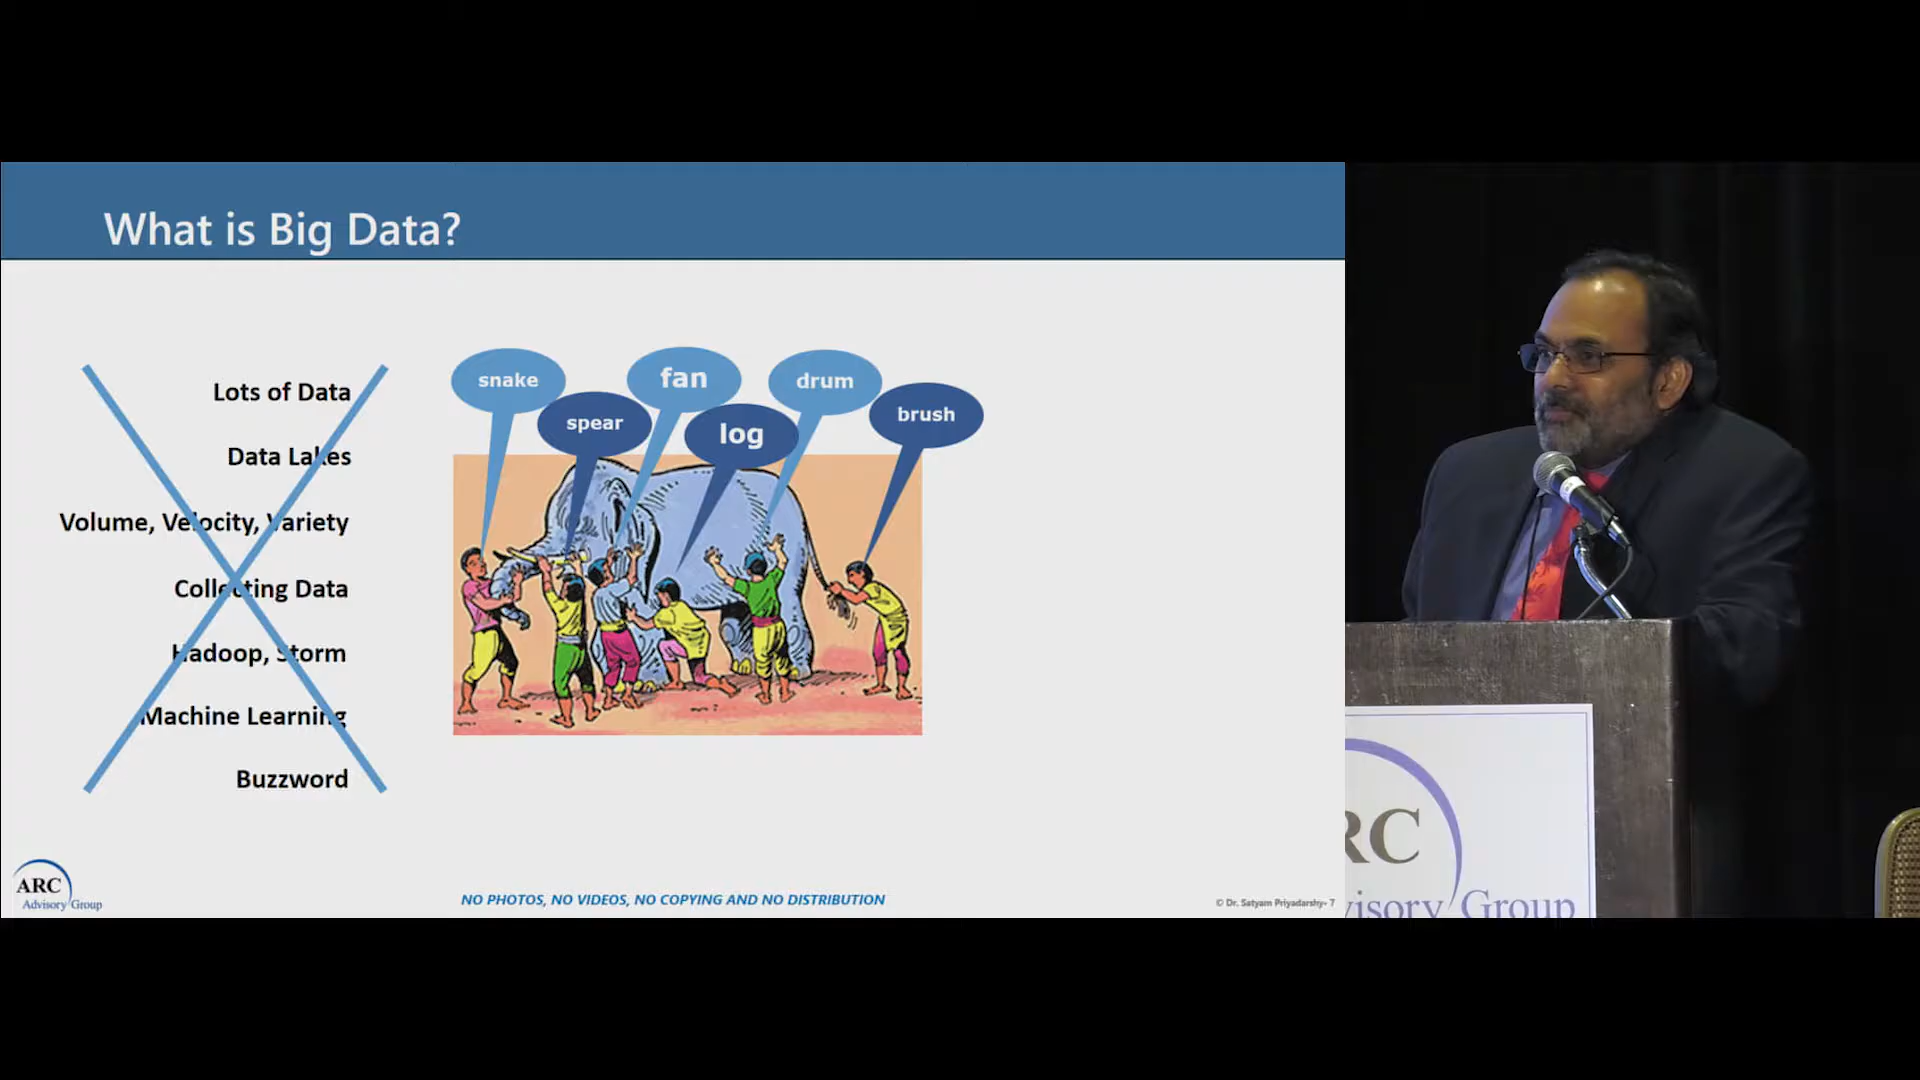 What is Big Data?
Lots of Data
Data Lakes
Volume, Velocity, Variety
Collecting Data
Hadoop, Storm
Machine Learning
Buzzword
snake
spear
fan
log
drum
brush
ARC
Advisory Group
NO PHOTOS, NO VIDEOS, NO COPYING AND NO DISTRIBUTION
© Dr. Satyam Priyadarshy- 7
RC
visory Group